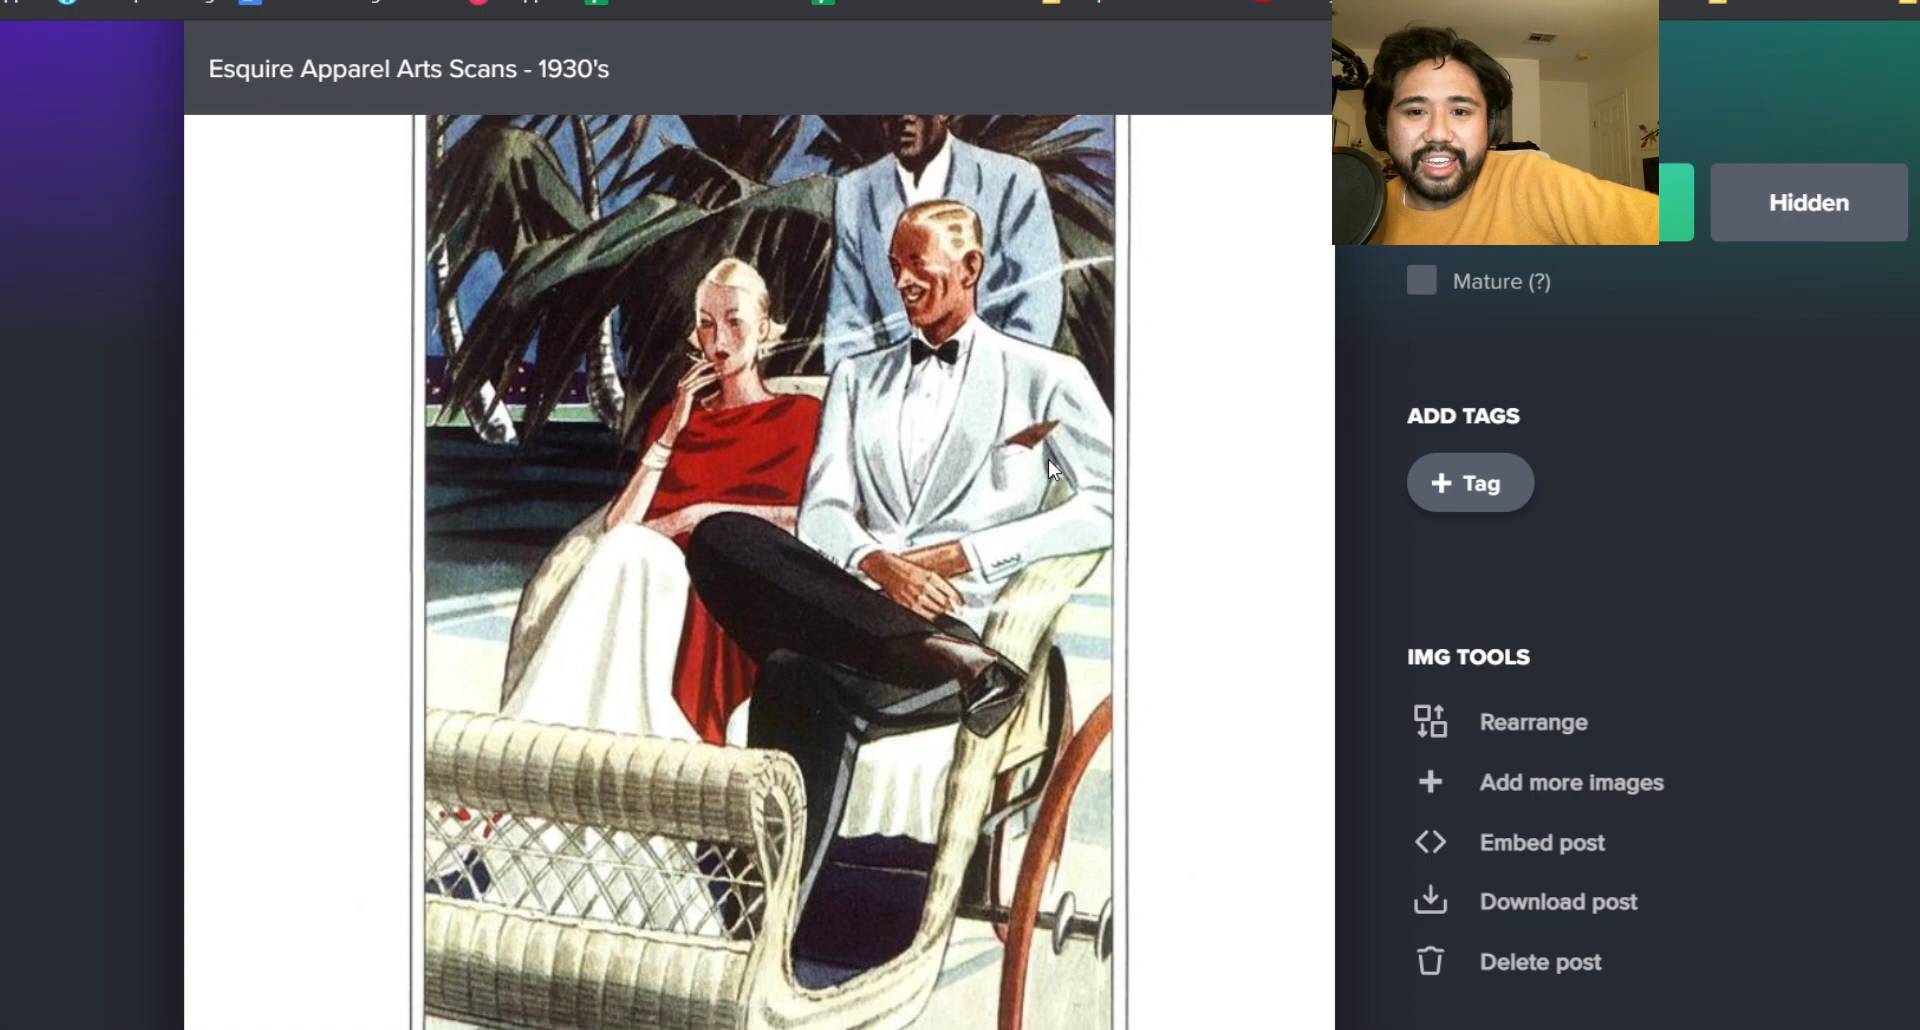 Esquire Apparel Arts Scans - 1930's
Hidden
Mature (?)
ADD TAGS
+ Tag
IMG TOOLS
Rearrange
Add more images
Embed post
Download post
Delete post